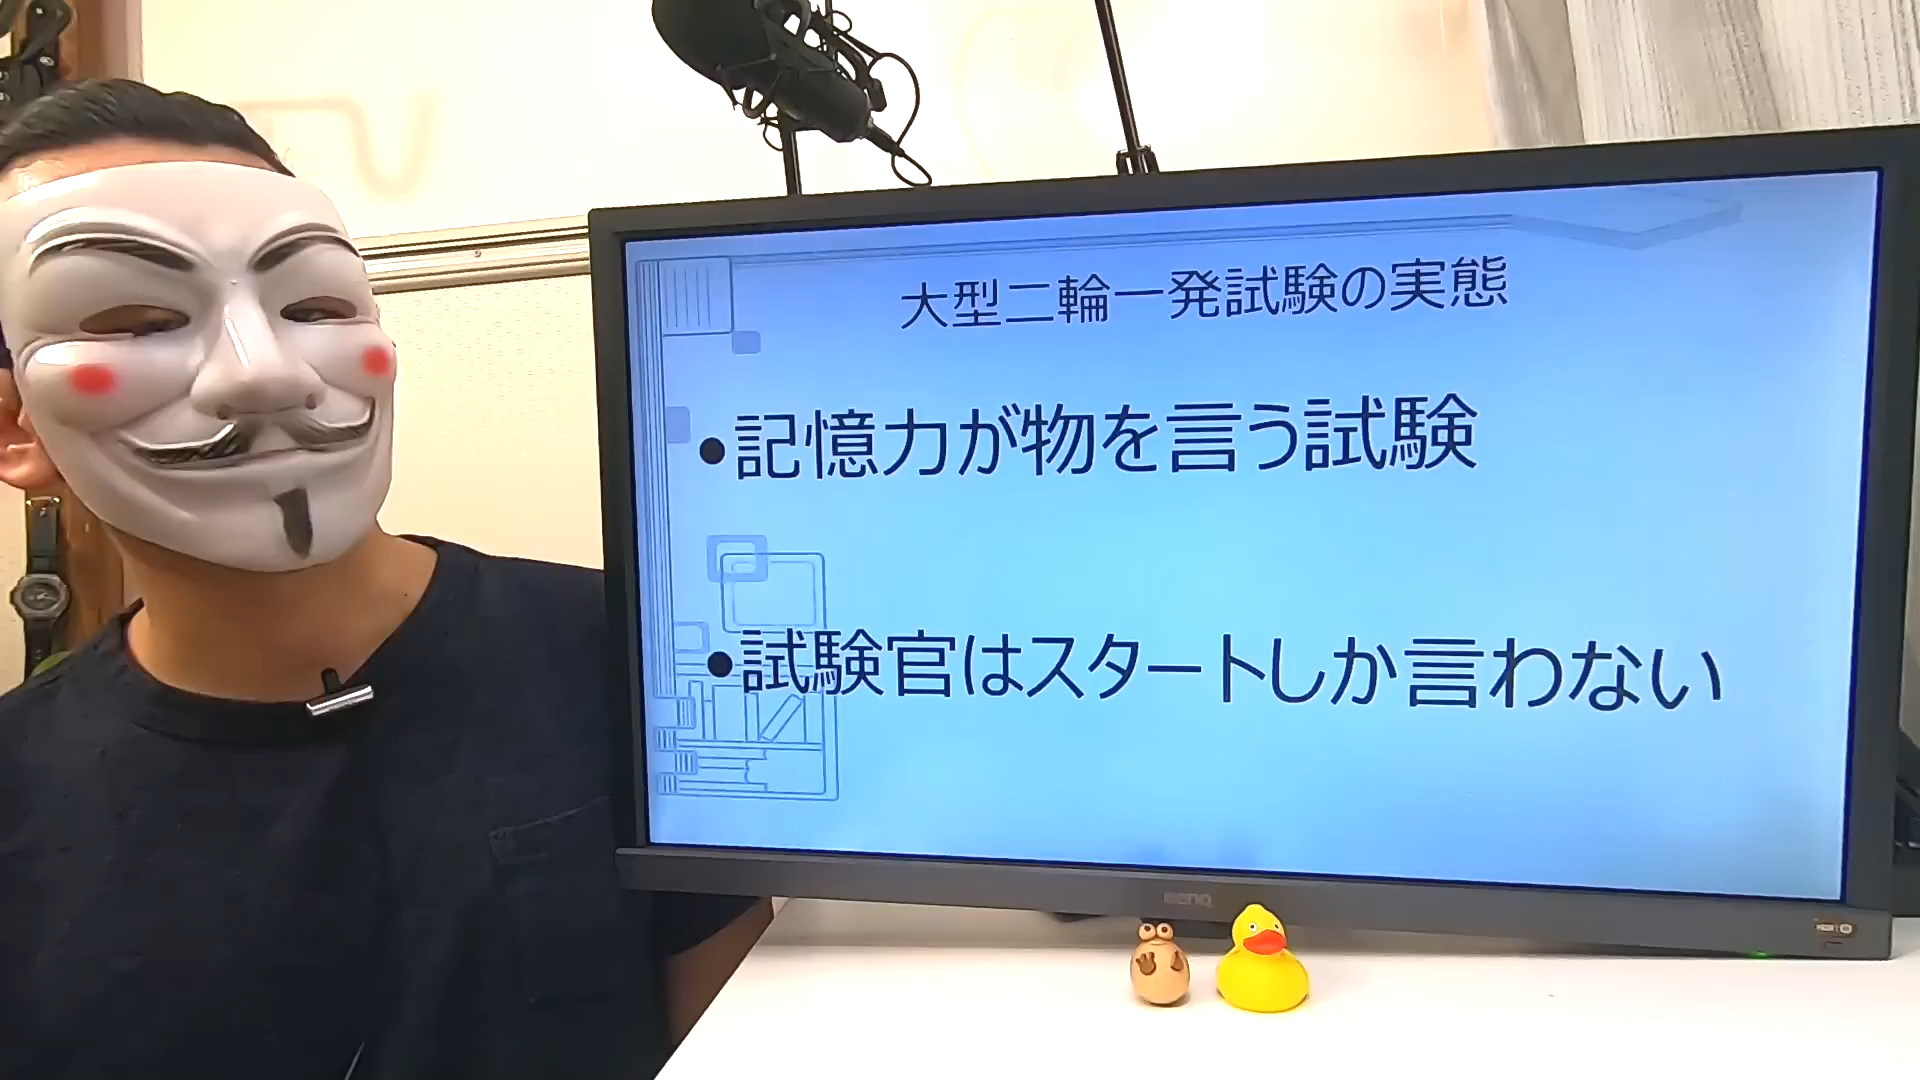 大型二輪一発試験の実態
•記憶力が物を言う試験
•試験官はスタートしか言わない
BenQ